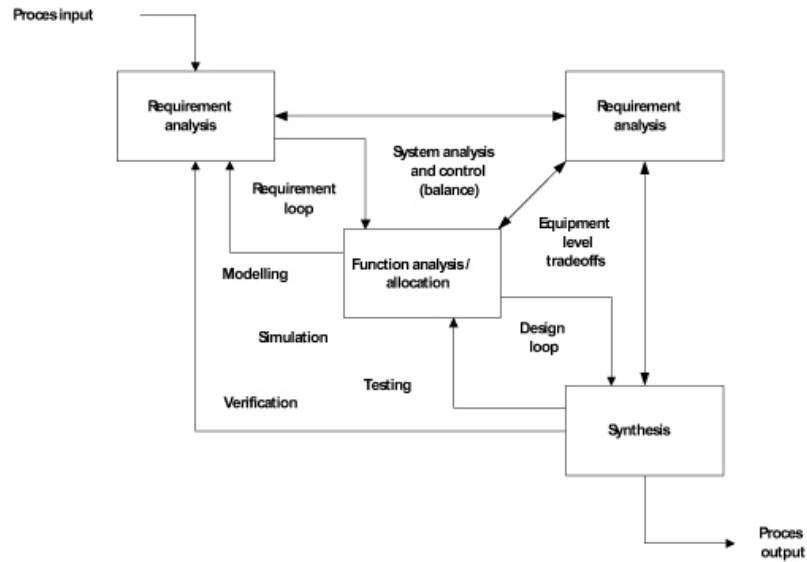 Proces input
Requirement
analysis
Requirement
analysis
System analysis
and control
(balance)
Requirement
loop
Equipment
level
tradeoffs
Function analysis /
allocation
Modelling
Simulation
Design
loop
Testing
Verification
Synthesis
Proces
output